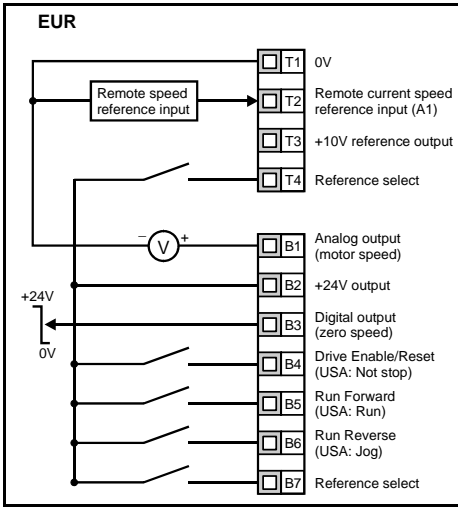 EUR
T1 0V
Remote speed
reference input
T2 Remote current speed
reference input (A1)
T3 +10V reference output
T4 Reference select
− V +
B1 Analog output
(motor speed)
B2 +24V output
+24V
0V
B3 Digital output
(zero speed)
B4 Drive Enable/Reset
(USA: Not stop)
B5 Run Forward
(USA: Run)
B6 Run Reverse
(USA: Jog)
B7 Reference select